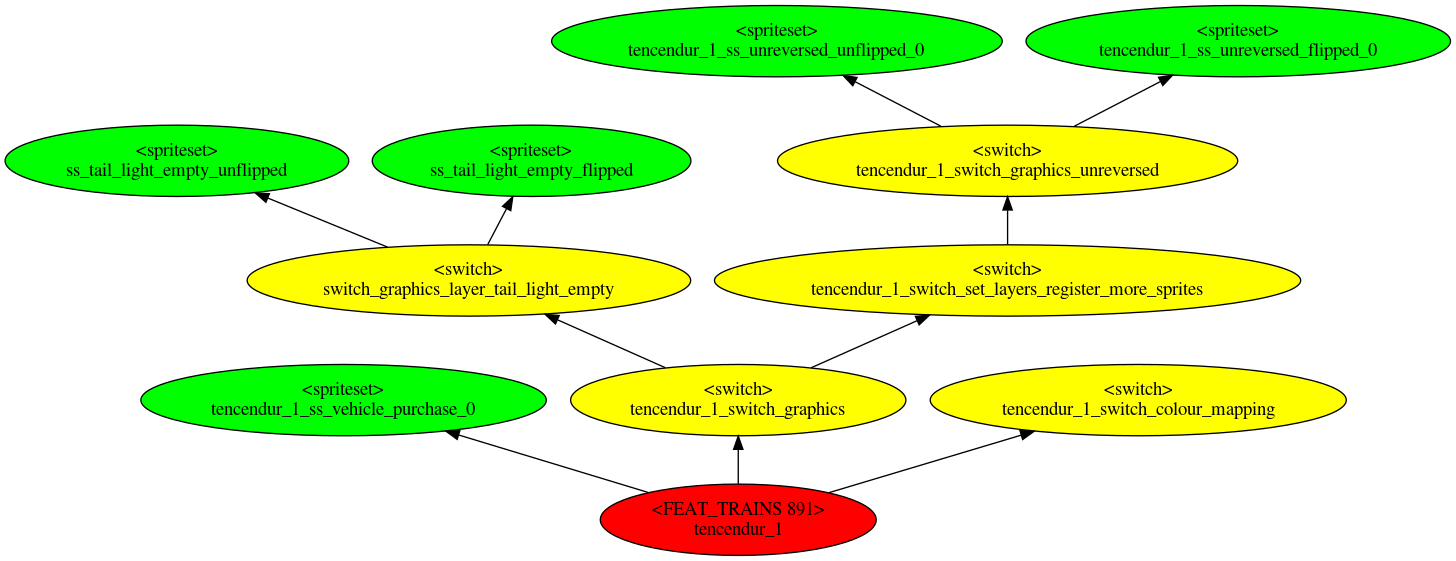 <spriteset>
tencendur_1_ss_unreversed_unflipped_0
<spriteset>
tencendur_1_ss_unreversed_flipped_0
<spriteset>
ss_tail_light_empty_unflipped
<spriteset>
ss_tail_light_empty_flipped
<switch>
tencendur_1_switch_graphics_unreversed
<switch>
switch_graphics_layer_tail_light_empty
<switch>
tencendur_1_switch_set_layers_register_more_sprites
<spriteset>
tencendur_1_ss_vehicle_purchase_0
<switch>
tencendur_1_switch_graphics
<switch>
tencendur_1_switch_colour_mapping
<FEAT_TRAINS 891>
tencendur_1